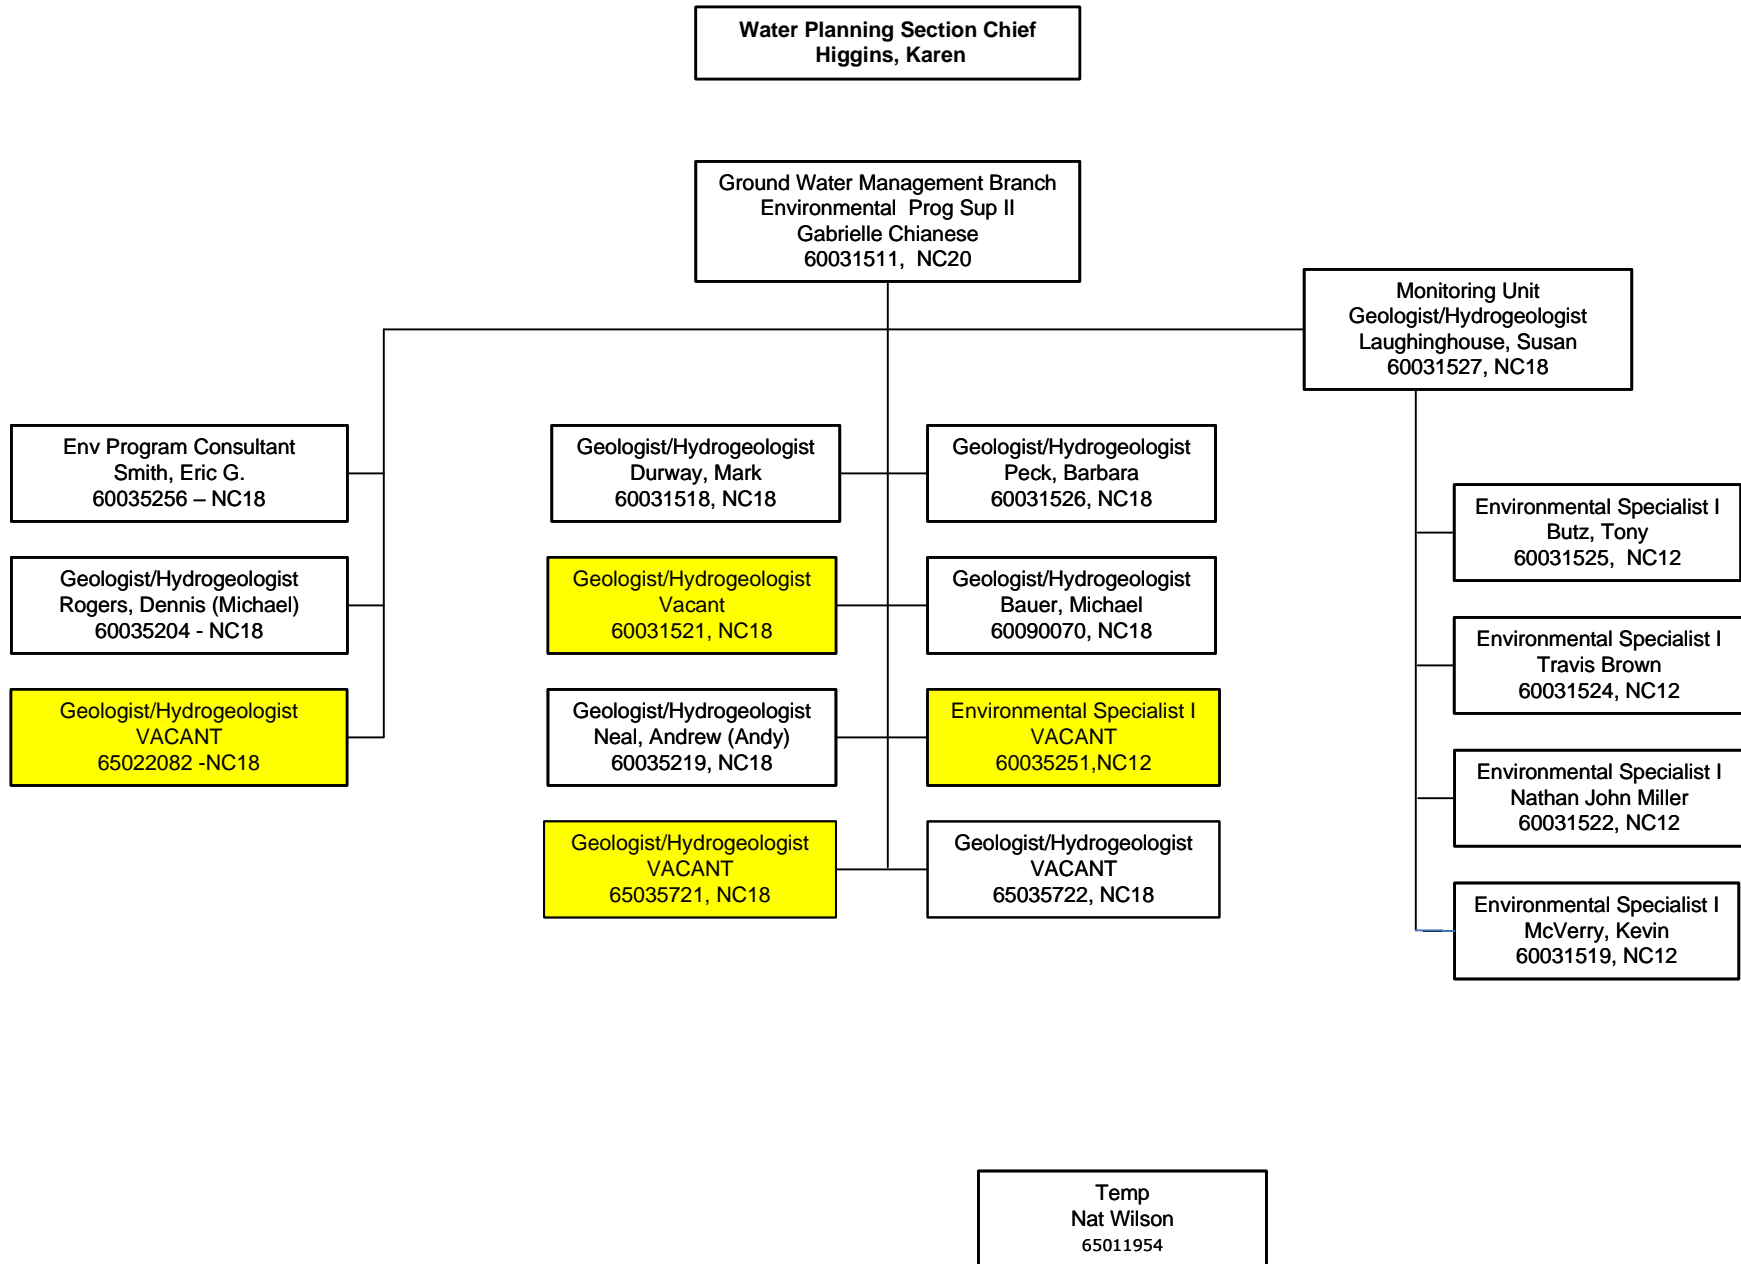 Water Planning Section Chief
Higgins, Karen
Ground Water Management Branch
Environmental Prog Sup II
Gabrielle Chianese
60031511, NC20
Monitoring Unit
Geologist/Hydrogeologist
Laughinghouse, Susan
60031527, NC18
Env Program Consultant
Smith, Eric G.
60035256 – NC18
Geologist/Hydrogeologist
Rogers, Dennis (Michael)
60035204 - NC18
Geologist/Hydrogeologist
VACANT
65022082 -NC18
Geologist/Hydrogeologist
Durway, Mark
60031518, NC18
Geologist/Hydrogeologist
Vacant
60031521, NC18
Geologist/Hydrogeologist
Neal, Andrew (Andy)
60035219, NC18
Geologist/Hydrogeologist
VACANT
65035721, NC18
Geologist/Hydrogeologist
Peck, Barbara
60031526, NC18
Geologist/Hydrogeologist
Bauer, Michael
60090070, NC18
Environmental Specialist I
VACANT
60035251,NC12
Geologist/Hydrogeologist
VACANT
65035722, NC18
Environmental Specialist I
Butz, Tony
60031525, NC12
Environmental Specialist I
Travis Brown
60031524, NC12
Environmental Specialist I
Nathan John Miller
60031522, NC12
Environmental Specialist I
McVerry, Kevin
60031519, NC12
Temp
Nat Wilson
65011954